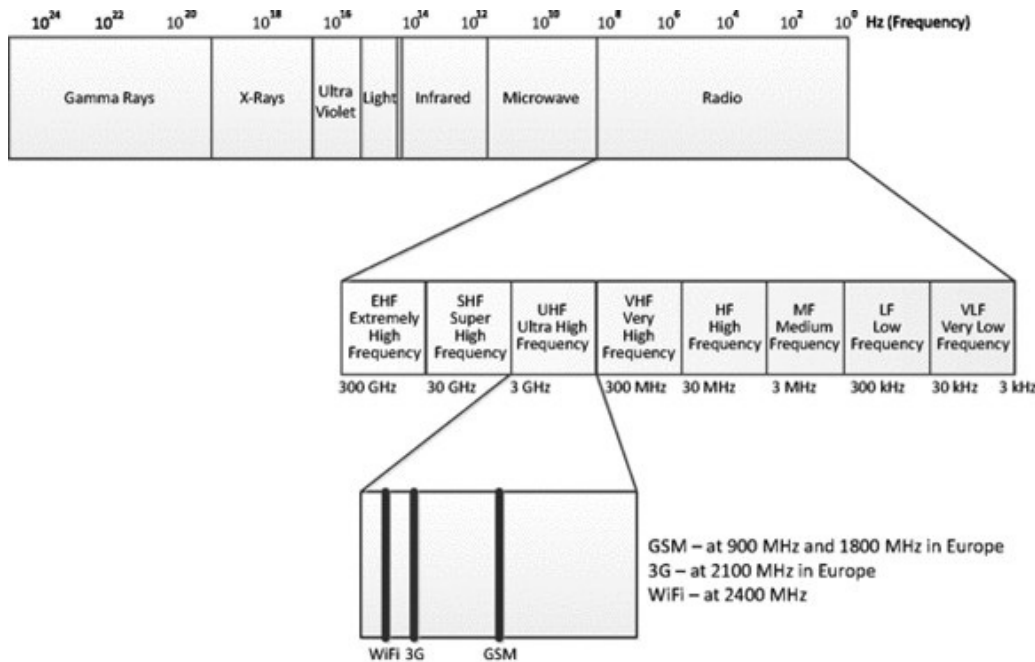 10²⁴ 10²² 10²⁰ 10¹⁸ 10¹⁶ 10¹⁴ 10¹² 10¹⁰ 10⁸ 10⁶ 10⁴ 10² 10⁰ Hz (Frequency)
Gamma Rays
X-Rays
Ultra
Violet
Light
Infrared
Microwave
Radio
EHF
Extremely
High
Frequency
SHF
Super
High
Frequency
UHF
Ultra High
Frequency
VHF
Very
High
Frequency
HF
High
Frequency
MF
Medium
Frequency
LF
Low
Frequency
VLF
Very Low
Frequency
300 GHz 30 GHz 3 GHz 300 MHz 30 MHz 3 MHz 300 kHz 30 kHz 3 kHz
GSM – at 900 MHz and 1800 MHz in Europe
3G – at 2100 MHz in Europe
WiFi – at 2400 MHz
WiFi 3G GSM